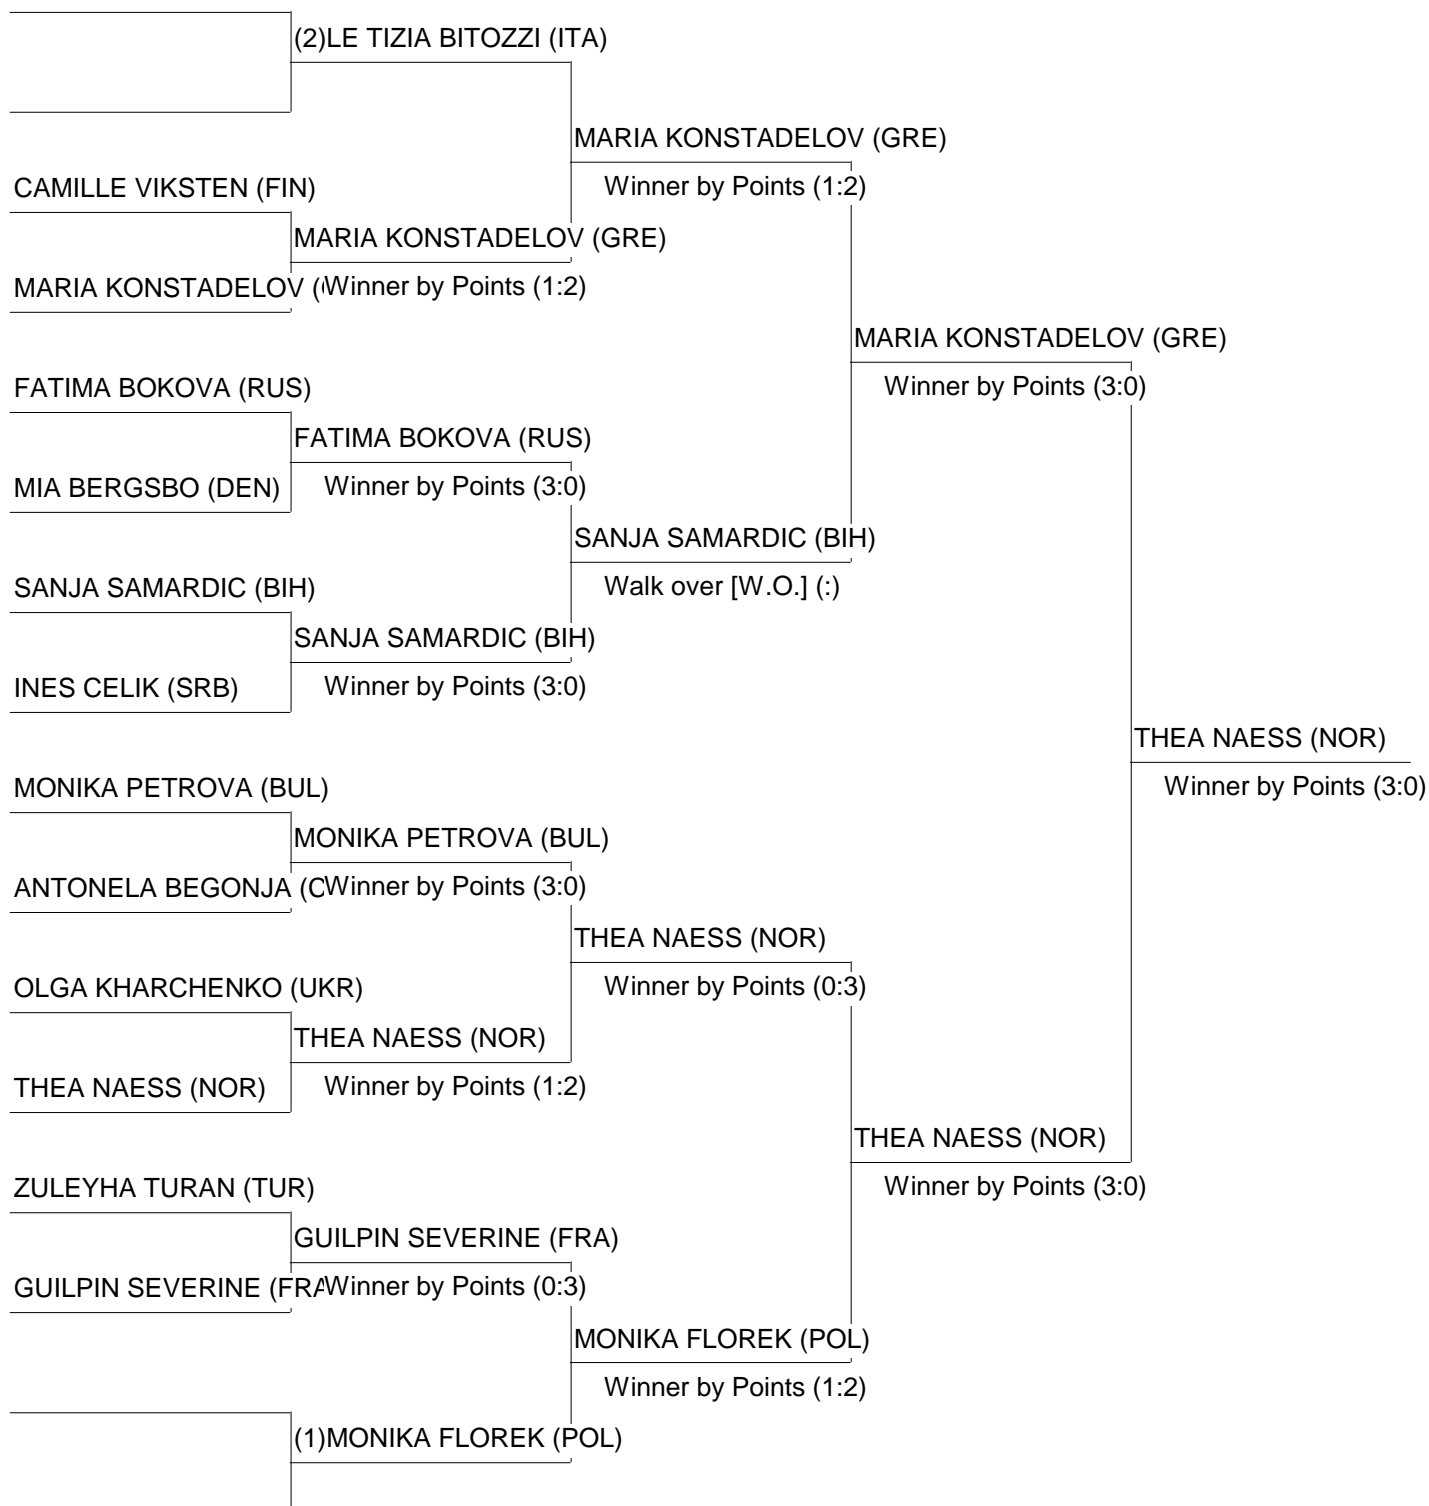 (2)LE TIZIA BITOZZI (ITA)
MARIA KONSTADELOV (GRE)
Winner by Points (1:2)
CAMILLE VIKSTEN (FIN)
MARIA KONSTADELOV (GRE)
Winner by Points (1:2)
MARIA KONSTADELOV (
MARIA KONSTADELOV (GRE)
Winner by Points (3:0)
FATIMA BOKOVA (RUS)
FATIMA BOKOVA (RUS)
Winner by Points (3:0)
MIA BERGSBO (DEN)
SANJA SAMARDIC (BIH)
Walk over [W.O.] (:)
SANJA SAMARDIC (BIH)
SANJA SAMARDIC (BIH)
Winner by Points (3:0)
INES CELIK (SRB)
THEA NAESS (NOR)
Winner by Points (3:0)
MONIKA PETROVA (BUL)
MONIKA PETROVA (BUL)
Winner by Points (3:0)
ANTONELA BEGONJA (C
THEA NAESS (NOR)
Winner by Points (0:3)
OLGA KHARCHENKO (UKR)
THEA NAESS (NOR)
Winner by Points (1:2)
THEA NAESS (NOR)
THEA NAESS (NOR)
Winner by Points (3:0)
ZULEYHA TURAN (TUR)
GUILPIN SEVERINE (FRA)
Winner by Points (0:3)
GUILPIN SEVERINE (FRA
MONIKA FLOREK (POL)
Winner by Points (1:2)
(1)MONIKA FLOREK (POL)